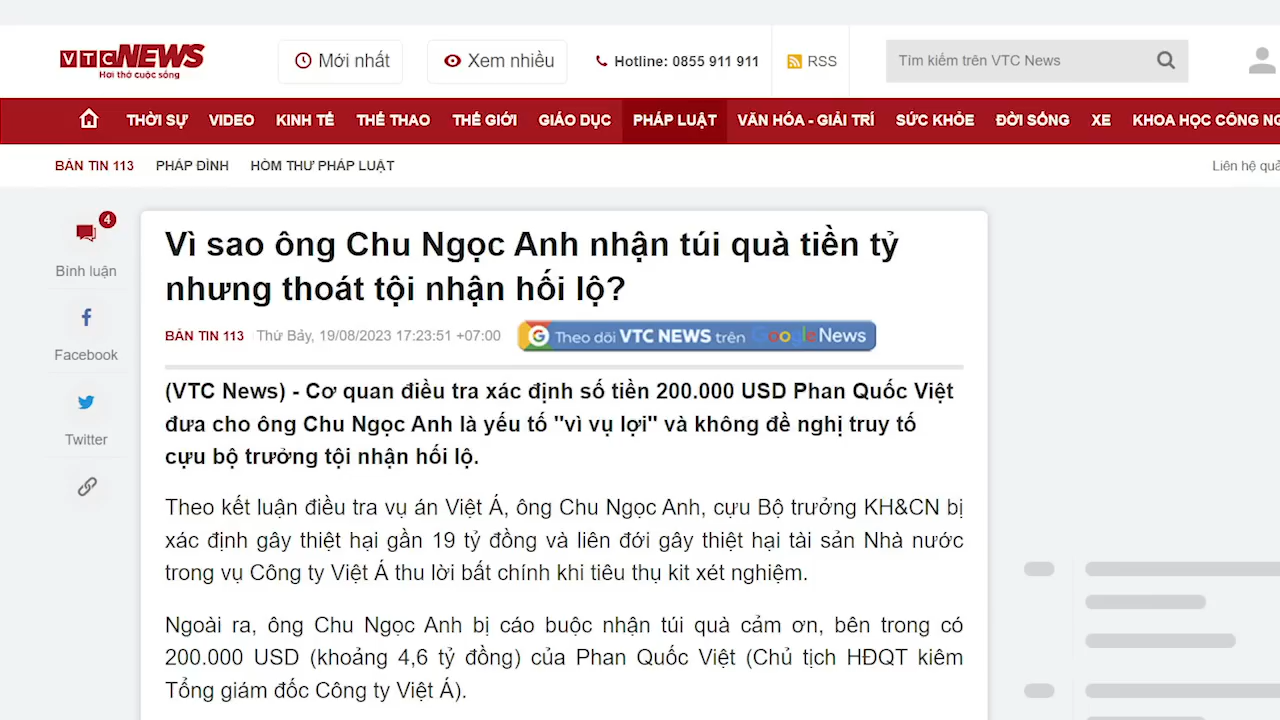 VTC NEWS
Hơi thở cuộc sống
Mới nhất
Xem nhiều
Hotline: 0855 911 911
RSS
Tìm kiếm trên VTC News
THỜI SỰ VIDEO KINH TẾ THỂ THAO THẾ GIỚI GIÁO DỤC PHÁP LUẬT VĂN HÓA - GIẢI TRÍ SỨC KHỎE ĐỜI SỐNG XE KHOA HỌC CÔNG NG
BẢN TIN 113 PHÁP ĐÌNH HÒM THƯ PHÁP LUẬT
Liên hệ quả
4
Bình luận
Facebook
Twitter
Vì sao ông Chu Ngọc Anh nhận túi quà tiền tỷ
nhưng thoát tội nhận hối lộ?
BẢN TIN 113 Thứ Bảy, 19/08/2023 17:23:51 +07:00
Theo dõi VTC NEWS trên Google News
(VTC News) - Cơ quan điều tra xác định số tiền 200.000 USD Phan Quốc Việt
đưa cho ông Chu Ngọc Anh là yếu tố "vì vụ lợi" và không đề nghị truy tố
cựu bộ trưởng tội nhận hối lộ.
Theo kết luận điều tra vụ án Việt Á, ông Chu Ngọc Anh, cựu Bộ trưởng KH&CN bị
xác định gây thiệt hại gần 19 tỷ đồng và liên đới gây thiệt hại tài sản Nhà nước
trong vụ Công ty Việt Á thu lời bất chính khi tiêu thụ kit xét nghiệm.
Ngoài ra, ông Chu Ngọc Anh bị cáo buộc nhận túi quà cảm ơn, bên trong có
200.000 USD (khoảng 4,6 tỷ đồng) của Phan Quốc Việt (Chủ tịch HĐQT kiêm
Tổng giám đốc Công ty Việt Á).